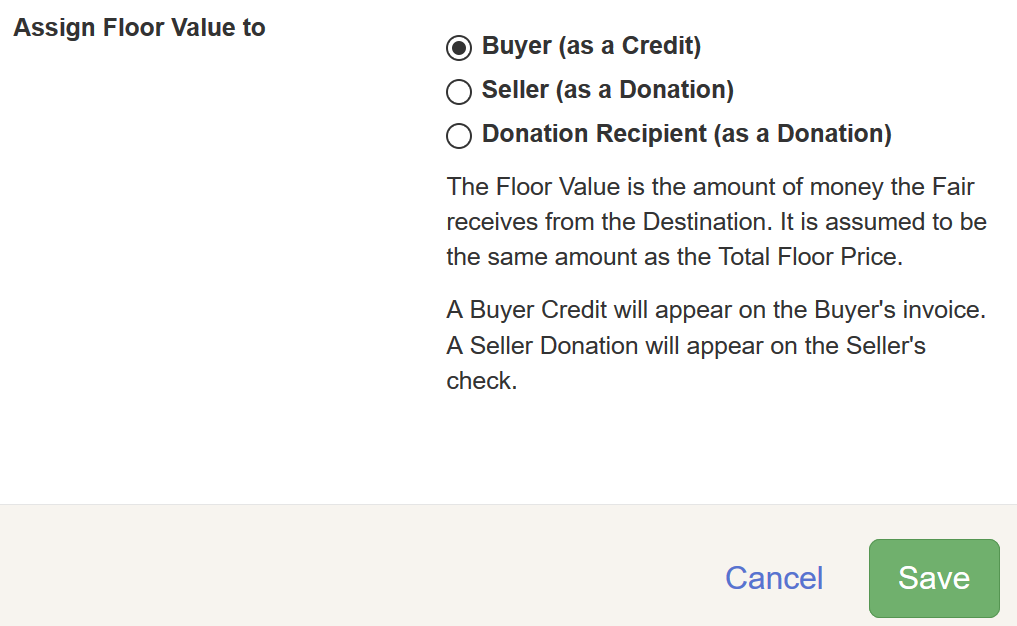 Assign Floor Value to
Buyer (as a Credit)
Seller (as a Donation)
Donation Recipient (as a Donation)
The Floor Value is the amount of money the Fair
receives from the Destination. It is assumed to be
the same amount as the Total Floor Price.
A Buyer Credit will appear on the Buyer's invoice.
A Seller Donation will appear on the Seller's
check.
Cancel
Save